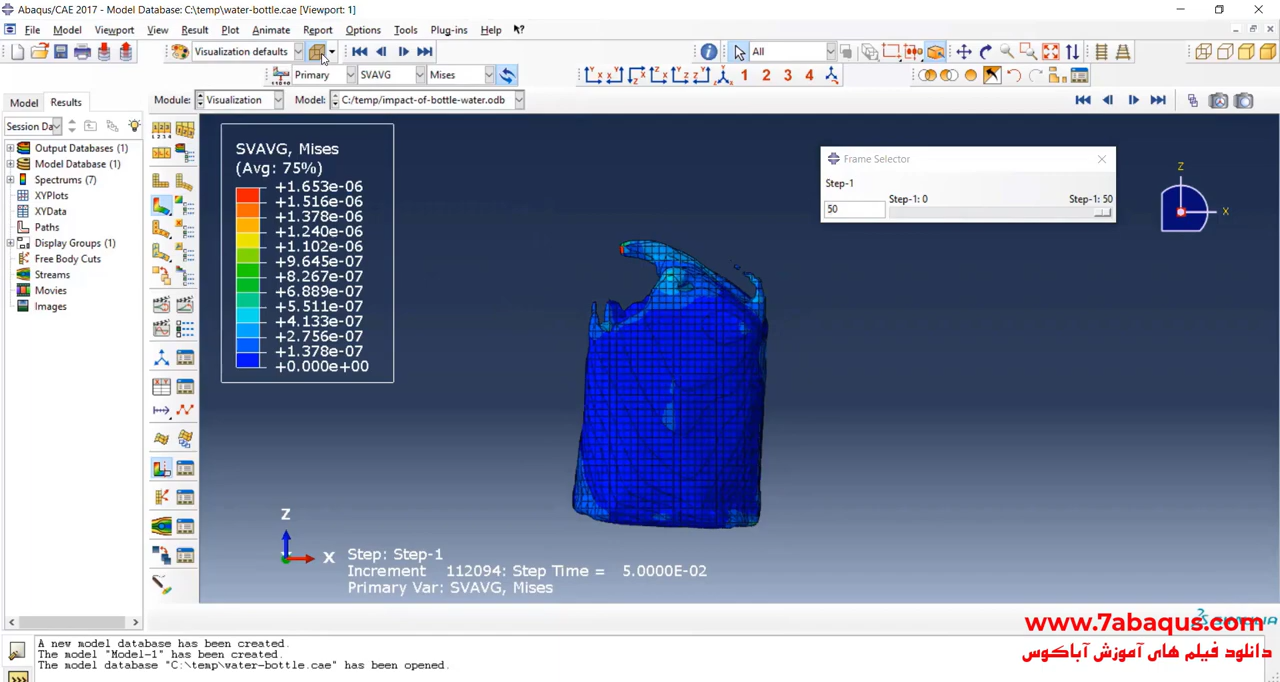 Abaqus/CAE 2017 - Model Database: C:\temp\water-bottle.cae [Viewport: 1]
File Model Viewport View Result Plot Animate Report Options Tools Plug-ins Help
Visualization defaults All
Primary SVAVG Mises 1 2 3 4
Model Results Module: Visualization Model: C:/temp/impact-of-bottle-water.odb
Session Da
Output Databases (1)
Model Database (1)
Spectrums (7)
XYPlots
XYData
Paths
Display Groups (1)
Free Body Cuts
Streams
Movies
Images
SVAVG, Mises
(Avg: 75%)
+1.653e-06
+1.516e-06
+1.378e-06
+1.240e-06
+1.102e-06
+9.645e-07
+8.267e-07
+6.889e-07
+5.511e-07
+4.133e-07
+2.756e-07
+1.378e-07
+0.000e+00
Frame Selector
Step-1
Step-1: 0 Step-1: 50
50
Z
X
Z
X
Step: Step-1
Increment 112094: Step Time = 5.0000E-02
Primary Var: SVAVG, Mises
www.7abaqus.com
دانلود فیلم های آموزش آباکوس
A new model database has been created.
The model "Model-1" has been created.
The model database "C:\temp\water-bottle.cae" has been opened.